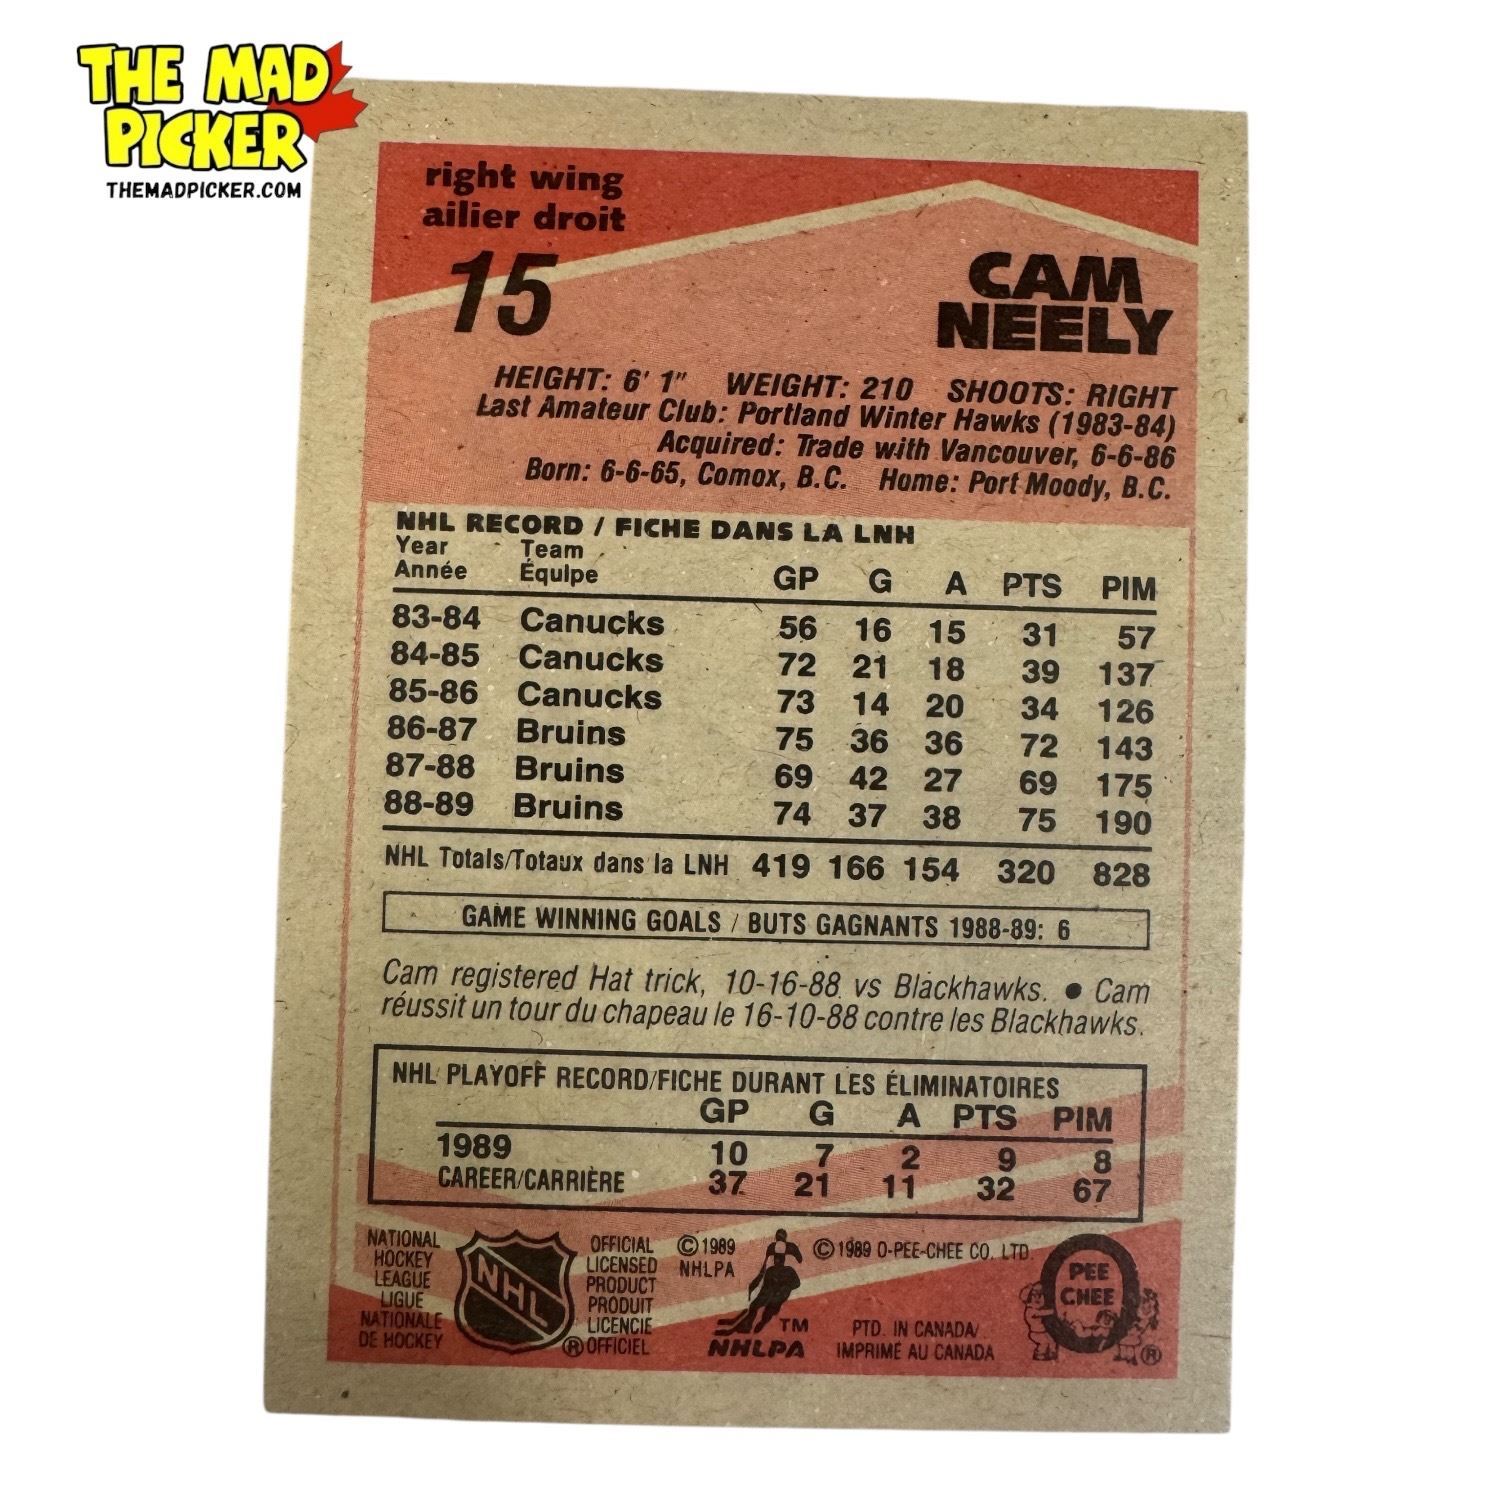 THE MAD
PICKER
THEMADPICKER.COM
right wing
ailier droit
15
CAM
NEELY
HEIGHT: 6' 1" WEIGHT: 210 SHOOTS: RIGHT
Last Amateur Club: Portland Winter Hawks (1983-84)
Acquired: Trade with Vancouver, 6-6-86
Born: 6-6-65, Comox, B.C. Home: Port Moody, B.C.
NHL RECORD / FICHE DANS LA LNH
Year Team
Année Équipe GP G A PTS PIM
83-84 Canucks 56 16 15 31 57
84-85 Canucks 72 21 18 39 137
85-86 Canucks 73 14 20 34 126
86-87 Bruins 75 36 36 72 143
87-88 Bruins 69 42 27 69 175
88-89 Bruins 74 37 38 75 190
NHL Totals/Totaux dans la LNH 419 166 154 320 828
GAME WINNING GOALS / BUTS GAGNANTS 1988-89: 6
Cam registered Hat trick, 10-16-88 vs Blackhawks. ● Cam
réussit un tour du chapeau le 16-10-88 contre les Blackhawks.
NHL PLAYOFF RECORD/FICHE DURANT LES ÉLIMINATOIRES
GP G A PTS PIM
1989 10 7 2 9 8
CAREER/CARRIÈRE 37 21 11 32 67
NATIONAL
HOCKEY
LEAGUE
LIGUE
NATIONALE
DE HOCKEY
NHL
OFFICIAL
LICENSED
PRODUCT
PRODUIT
LICENCIE
® OFFICIEL
© 1989
NHLPA
TM
NHLPA
© 1989 O-PEE-CHEE CO. LTD.
PTD. IN CANADA/
IMPRIMÉ AU CANADA
PEE
CHEE
®